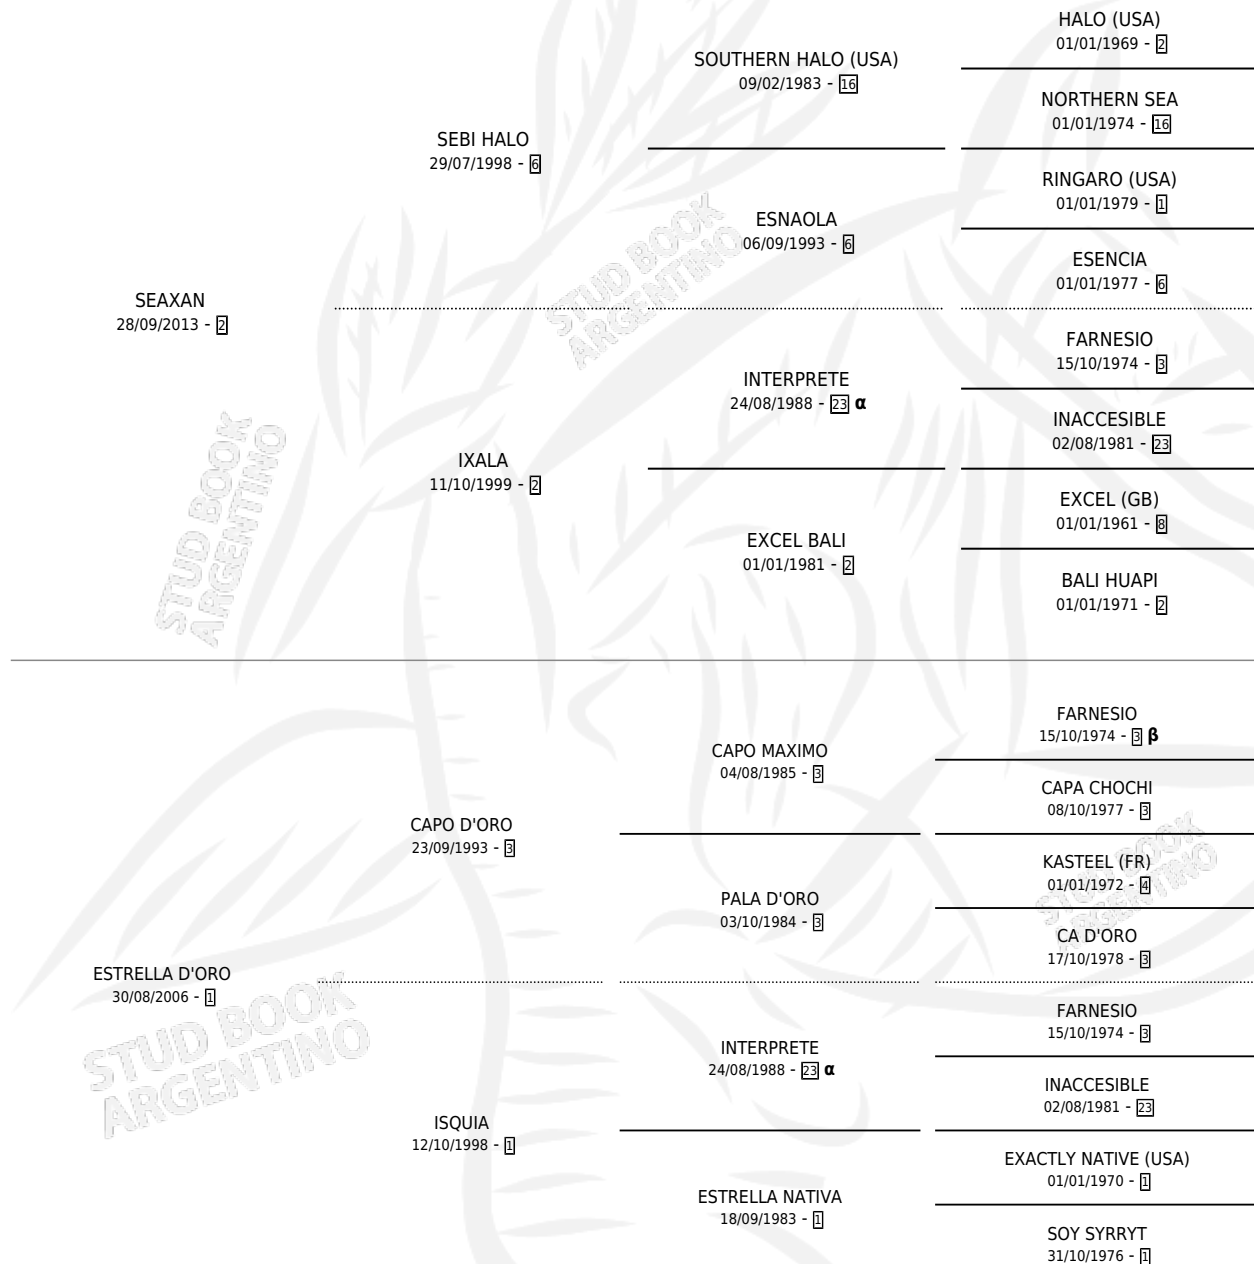 HALO (USA)
01/01/1969 - 2
SOUTHERN HALO (USA)
09/02/1983 - 16
NORTHERN SEA
01/01/1974 - 16
SEBI HALO
29/07/1998 - 6
RINGARO (USA)
01/01/1979 - 1
ESNAOLA
06/09/1993 - 6
ESENCIA
01/01/1977 - 6
SEAXAN
28/09/2013 - 2
FARNESIO
15/10/1974 - 3
INTERPRETE
24/08/1988 - 23 α
INACCESIBLE
02/08/1981 - 23
IXALA
11/10/1999 - 2
EXCEL (GB)
01/01/1961 - 8
EXCEL BALI
01/01/1981 - 2
BALI HUAPI
01/01/1971 - 2
FARNESIO
15/10/1974 - 3 β
CAPO MAXIMO
04/08/1985 - 3
CAPA CHOCHI
08/10/1977 - 3
CAPO D'ORO
23/09/1993 - 3
KASTEEL (FR)
01/01/1972 - 4
PALA D'ORO
03/10/1984 - 3
CA D'ORO
17/10/1978 - 3
ESTRELLA D'ORO
30/08/2006 - 1
FARNESIO
15/10/1974 - 3
INTERPRETE
24/08/1988 - 23 α
INACCESIBLE
02/08/1981 - 23
ISQUIA
12/10/1998 - 1
EXACTLY NATIVE (USA)
01/01/1970 - 1
ESTRELLA NATIVA
18/09/1983 - 1
SOY SYRRYT
31/10/1976 - 1
STUD BOOK
ARGENTINO
STUD BOOK
ARGENTINO
STUD BOOK
ARGENTINO
STUD BOOK
ARGENTINO